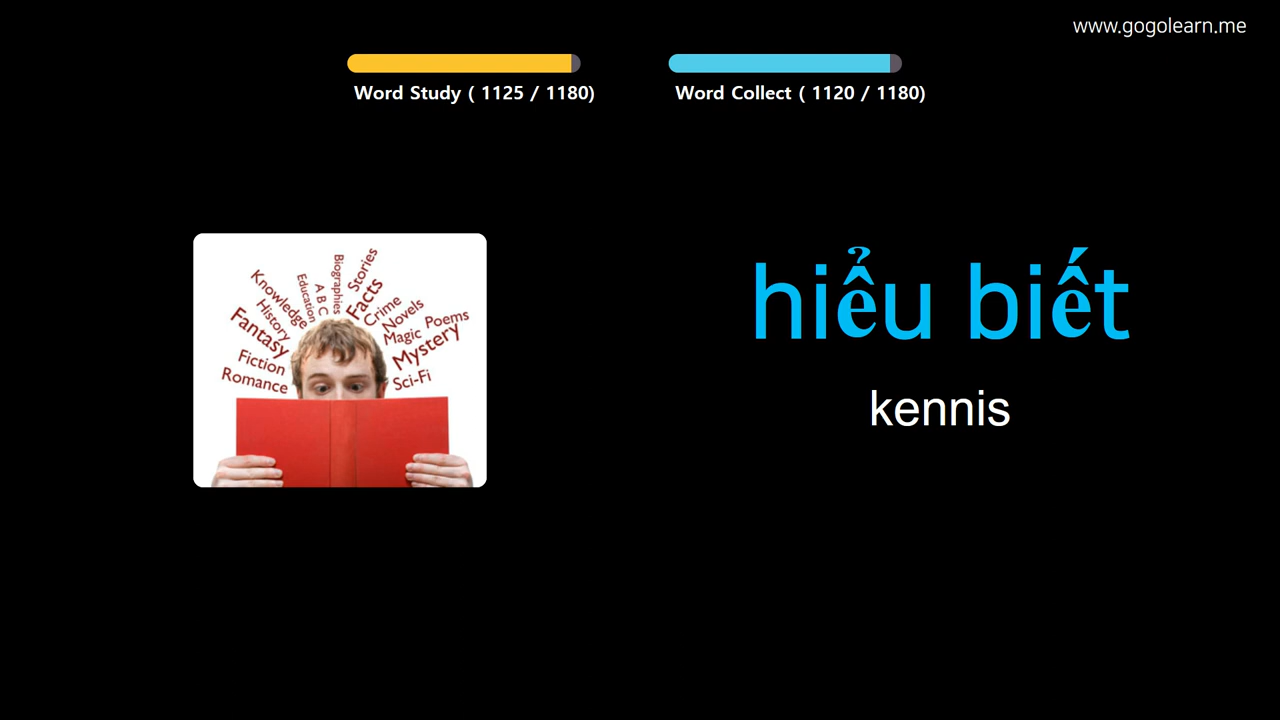 www.gogolearn.me
Word Study ( 1125 / 1180)
Word Collect ( 1120 / 1180)
Knowledge
History
Fantasy
Fiction
Romance
Education
A B C
Biographies
Stories
Facts
Crime
Novels
Magic
Poems
Mystery
Sci-Fi
hiểu biết
kennis